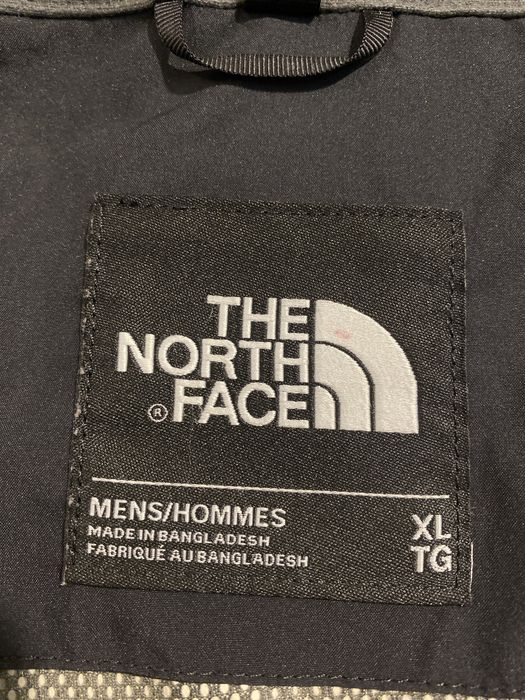 THE
NORTH
® FACE
MENS/HOMMES XL
MADE IN BANGLADESH
FABRIQUÉ AU BANGLADESH TG